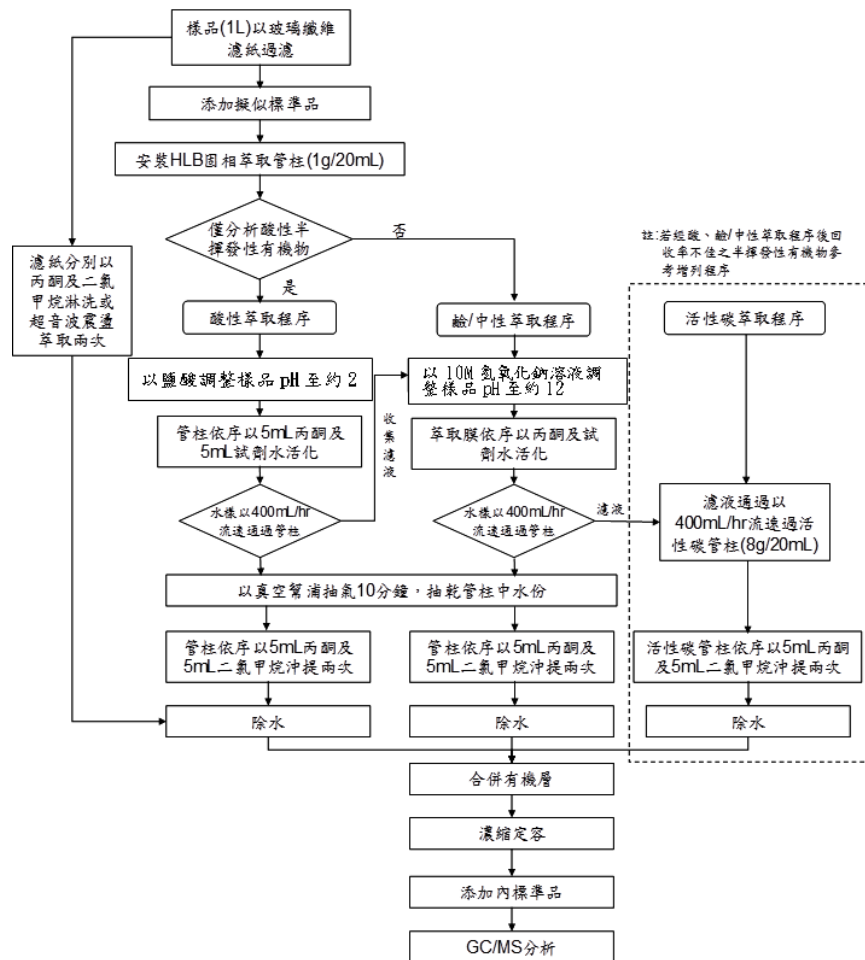 樣品(1L)以玻璃纖維
濾紙過濾
添加擬似標準品
安裝HLB固相萃取管柱(1g/20mL)
僅分析酸性半
揮發性有機物
否
是
濾紙分別以
丙酮及二氯
甲烷淋洗或
超音波震盪
萃取兩次
註:若經酸、鹼/中性萃取程序後回
收率不佳之半揮發性有機物參
考增列程序
酸性萃取程序
鹼/中性萃取程序
活性碳萃取程序
以鹽酸調整樣品 pH 至約 2
以 10M 氫氧化鈉溶液調
整樣品 pH 至約 12
收集濾液
管柱依序以5mL丙酮及
5mL試劑水活化
萃取膜依序以丙酮及試
劑水活化
水樣以400mL/hr
流速通過管柱
水樣以400mL/hr
流速通過管柱
濾液
濾液通過以
400mL/hr流速過活
性碳管柱(8g/20mL)
以真空幫浦抽氣10分鐘，抽乾管柱中水份
管柱依序以5mL丙酮及
5mL二氯甲烷沖提兩次
管柱依序以5mL丙酮及
5mL二氯甲烷沖提兩次
活性碳管柱依序以5mL丙酮
及5mL二氯甲烷沖提兩次
除水
除水
除水
合併有機層
濃縮定容
添加內標準品
GC/MS分析